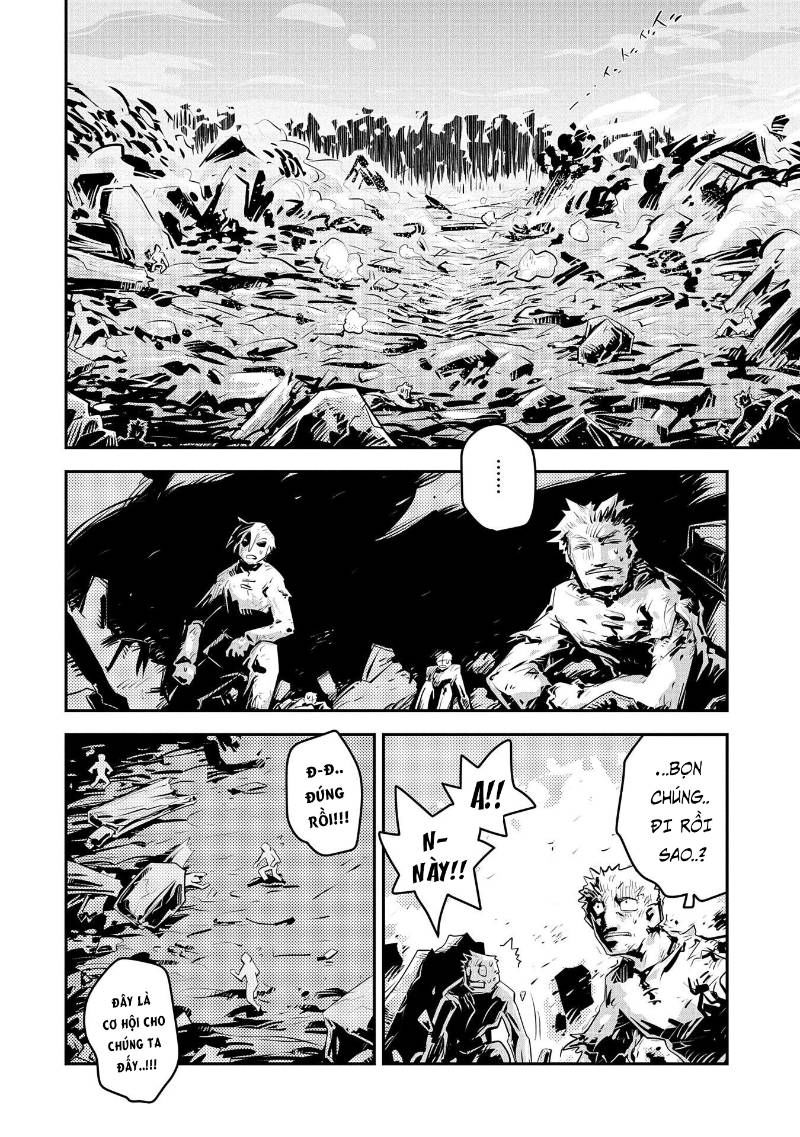 ......
...BỌN
CHÚNG..
ĐI RỒI
SAO..?
A!!
N-
NÀY!!
Đ-Đ..
ĐÚNG
RỒI!!!
ĐÂY LÀ
CƠ HỘI CHO
CHÚNG TA
ĐẤY..!!!